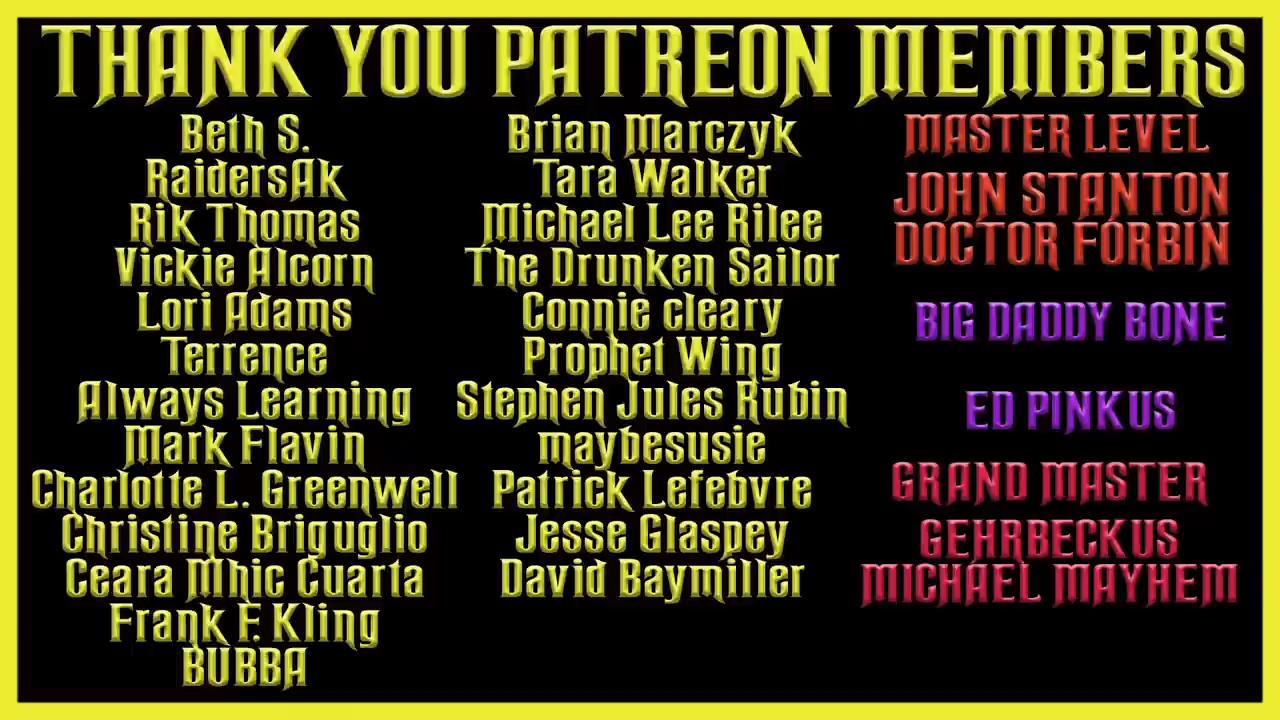 THANK YOU PATREON MEMBERS
Beth S.
RaidersAk
Rik Thomas
Vickie Alcorn
Lori Adams
Terrence
Always Learning
Mark Flavin
Charlotte L. Greenwell
Christine Briguglio
Ceara Mhic Cuarta
Frank F. Kling
BUBBA
Brian Marczyk
Tara Walker
Michael Lee Rilee
The Drunken Sailor
Connie cleary
Prophet Wing
Stephen Jules Rubin
maybesusie
Patrick Lefebvre
Jesse Glaspey
David Baymiller
MASTER LEVEL
JOHN STANTON
DOCTOR FORBIN
BIG DADDY BONE
ED PINKUS
GRAND MASTER
GEHRBECKUS
MICHAEL MAYHEM